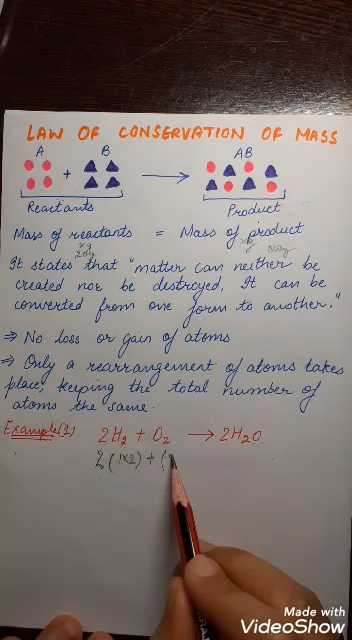 LAW OF CONSERVATION OF MASS
A B AB
+
Reactants Product
Mass of reactants = Mass of product
It states that "matter can neither be
created nor be destroyed. It can be
converted from one form to another."
⇒ No loss or gain of atoms
⇒ Only a rearrangement of atoms takes
place, keeping the total number of
atoms the same.
Example(1) 2H₂ + O₂ → 2H₂O
2(1×2) + (
Made with
VideoShow